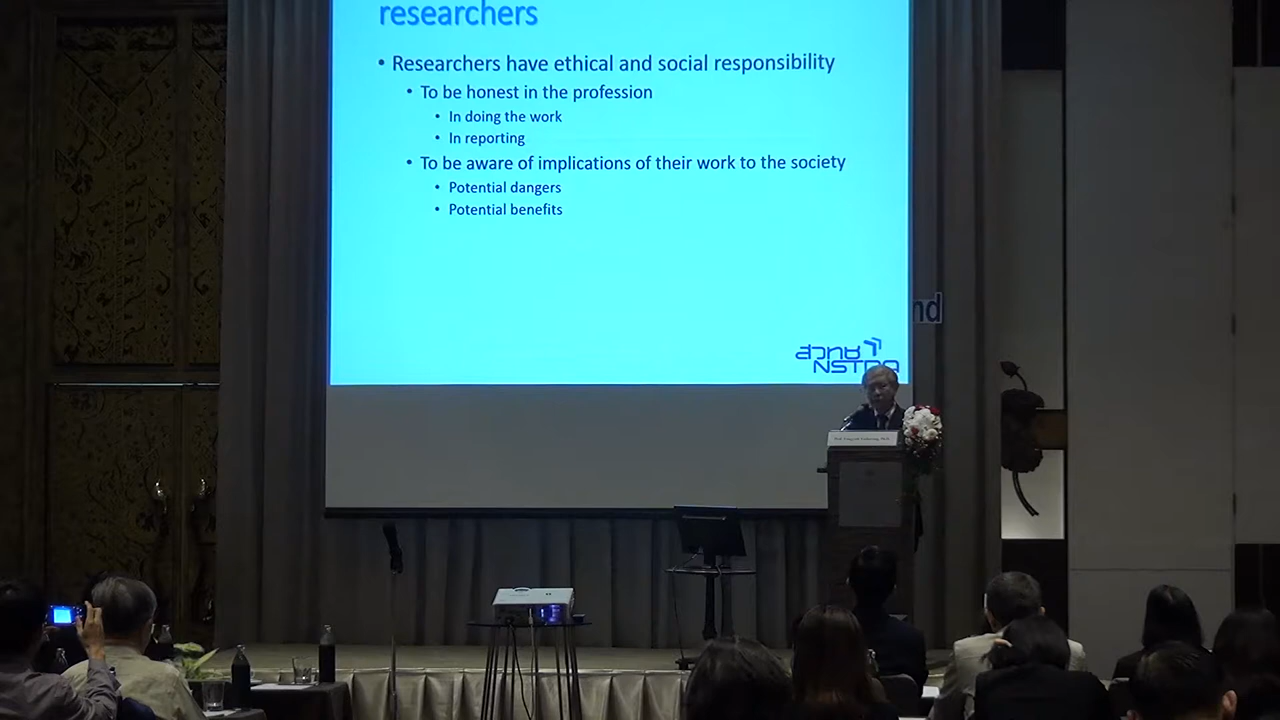 researchers
• Researchers have ethical and social responsibility
• To be honest in the profession
• In doing the work
• In reporting
• To be aware of implications of their work to the society
• Potential dangers
• Potential benefits
nd
สวทช
NSTDA